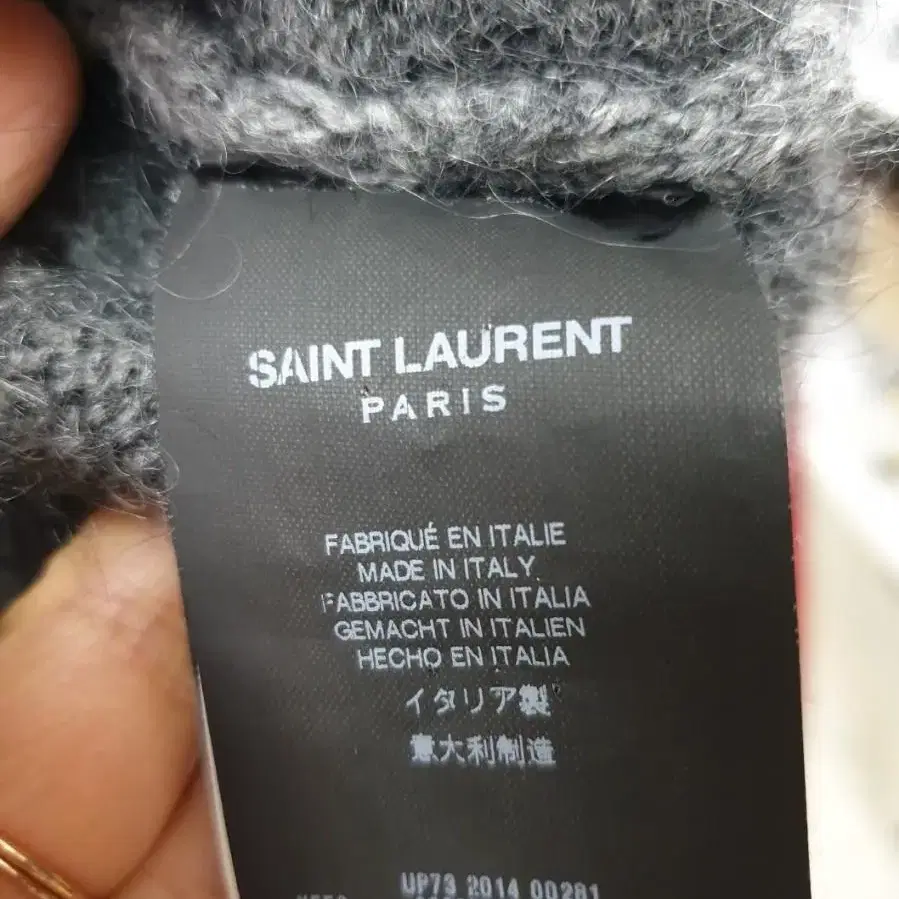 SAINT LAURENT
PARIS
FABRIQUÉ EN ITALIE
MADE IN ITALY
FABBRICATO IN ITALIA
GEMACHT IN ITALIEN
HECHO EN ITALIA
イタリア製
意大利制造
UP73 2014 00281